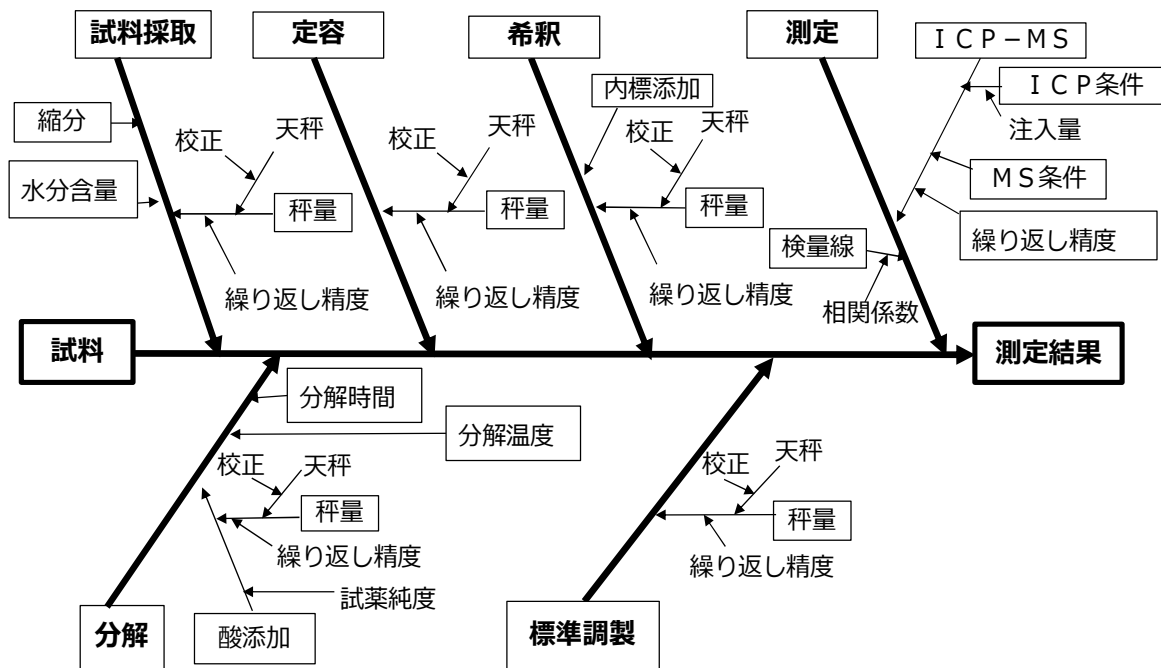 試料採取
定容
希釈
測定
ＩＣＰ－ＭＳ
縮分
水分含量
校正
天秤
秤量
繰り返し精度
校正
天秤
秤量
繰り返し精度
内標添加
校正
天秤
秤量
繰り返し精度
ＩＣＰ条件
注入量
ＭＳ条件
繰り返し精度
検量線
相関係数
試料
測定結果
分解時間
分解温度
校正
天秤
秤量
繰り返し精度
試薬純度
酸添加
分解
校正
天秤
秤量
繰り返し精度
標準調製